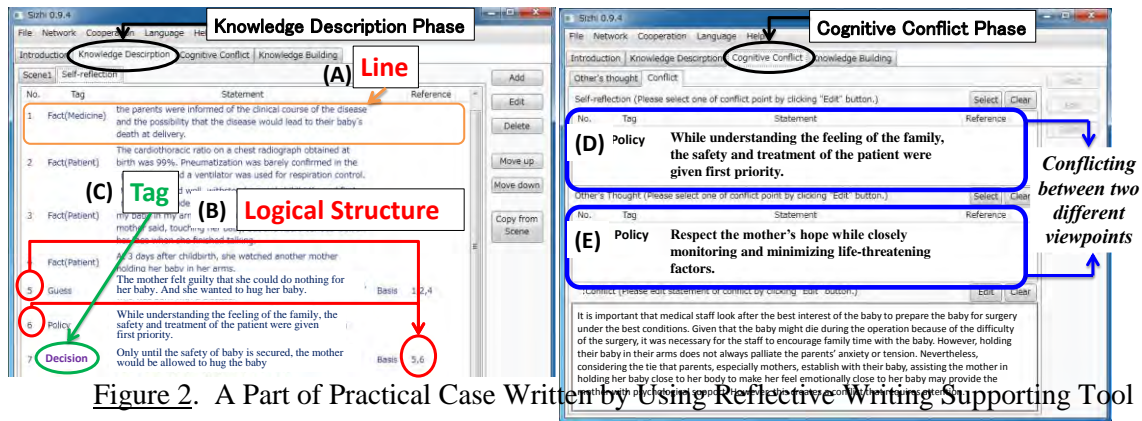 Sizhi 0.9.4
Knowledge Description Phase
File Network Cooperation Language
Introduction Knowledge Descirption Cognitive Conflict Knowledge Building
Scene1 Self-reflection
(A) Line
No. Tag Statement Reference
1 Fact(Medicine) the parents were informed of the clinical course of the disease
and the possibility that the disease would lead to their baby's
death at delivery.
2 Fact(Patient) The cardiothoracic ratio on a chest radiograph obtained at
birth was 99%. Pneumatization was barely confirmed in the
a ventilator was used for respiration control.
(C) Tag
(B) Logical Structure
3 Fact(Patient)
my baby in my arm
mother said, touching her
her face when she finished talking.
Fact(Patient) At 3 days after childbirth, she watched another mother
holding her baby in her arms.
5 Guess The mother felt guilty that she could do nothing for
her baby. And she wanted to hug her baby. Basis 1,2,4
6 Policy While understanding the feeling of the family, the
safety and treatment of the patient were given
first priority.
7 Decision Only until the safety of baby is secured, the mother
would be allowed to hug the baby Basis 5,6
Add
Edit
Delete
Move up
Move down
Copy from
Scene
Sizhi 0.9.4
Cognitive Conflict Phase
File Network Cooperation Language Help
Introduction Knowledge Descirption Cognitive Conflict Knowledge Building
Other's thought Conflict
Self-reflection (Please select one of conflict point by clicking "Edit" button.) Select Clear
No. Tag Statement Reference
(D) Policy While understanding the feeling of the family,
the safety and treatment of the patient were
given first priority.
Other's Thought (Please select one of conflict point by clicking "Edit" button.) Select Clear
No. Tag Statement Reference
(E) Policy Respect the mother's hope while closely
monitoring and minimizing life-threatening
factors.
Conflicting
between two
different
viewpoints
:Conflict (Please edit statement of conflict by clicking "Edit" button.) Edit Clear
It is important that medical staff look after the best interest of the baby to prepare the baby for surgery
under the best conditions. Given that the baby might die during the operation because of the difficulty
of the surgery, it was necessary for the staff to encourage family time with the baby. However, holding
their baby in their arms does not always palliate the parents' anxiety or tension. Nevertheless,
considering the tie that parents, especially mothers, establish with their baby, assisting the mother in
holding her baby close to her body to make her feel emotionally close to her baby may provide the
mother with psychological support. However, this creates a conflict that requires
Figure 2. A Part of Practical Case Written by Using Reflective Writing Supporting Tool